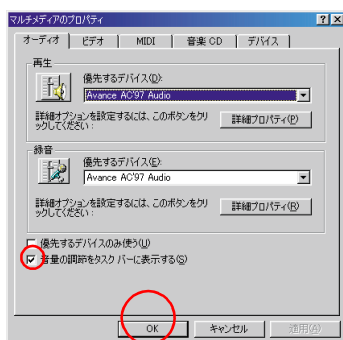 マルチメディアのプロパティ
オーディオ ビデオ MIDI 音楽 CD デバイス
再生
優先するデバイス(D):
Avance AC'97 Audio
詳細オプションを設定するには、このボタンをクリ
ックしてください:
詳細プロパティ(P)
録音
優先するデバイス(E):
Avance AC'97 Audio
詳細オプションを設定するには、このボタンをクリ
ックしてください:
詳細プロパティ(R)
優先するデバイスのみ使う(U)
音量の調節をタスク バーに表示する(S)
OK キャンセル 適用(A)